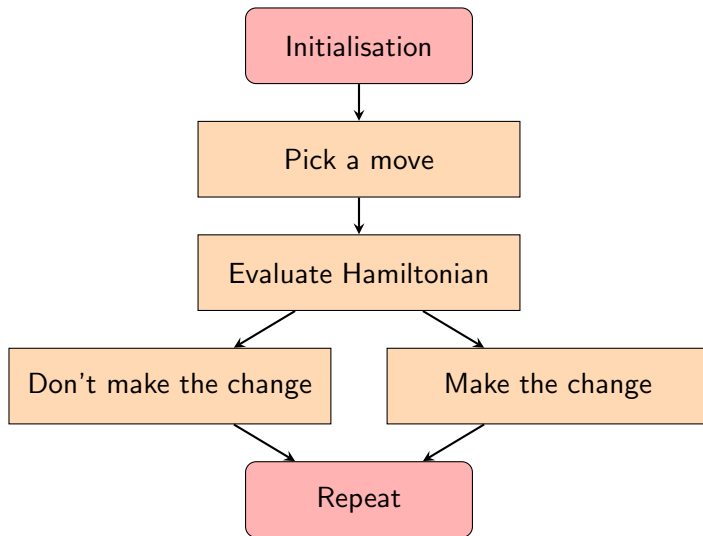 Initialisation
Pick a move
Evaluate Hamiltonian
Don't make the change
Make the change
Repeat